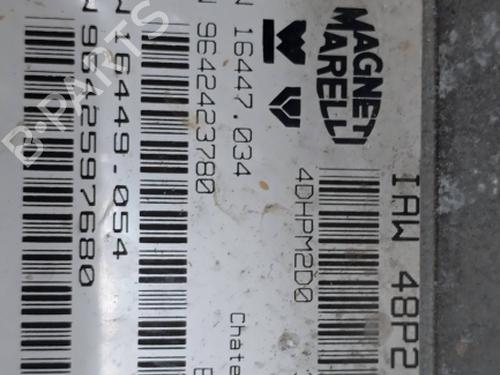 MAGNETI
MARELLI
IAW 48P2
4DHPM2D0
16447.034
9642423780
16449.054
9642597680
Chate
B-PARTS